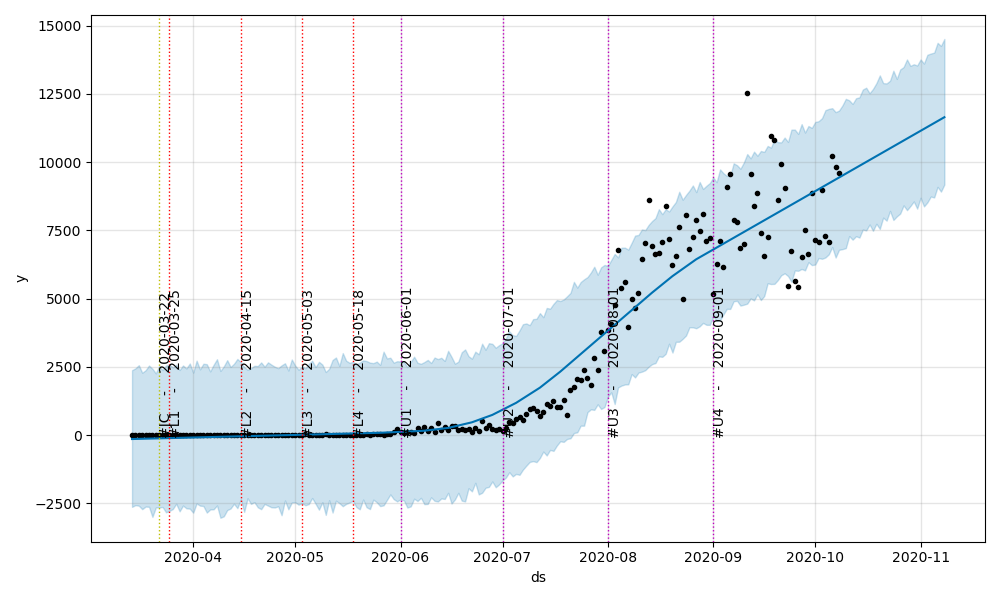 15000
12500
10000
7500
5000
2500
0
−2500
y
#JC - 2020-03-22
#L1 - 2020-03-25
#L2 - 2020-04-15
#L3 - 2020-05-03
#L4 - 2020-05-18
#U1 - 2020-06-01
#U2 - 2020-07-01
#U3 - 2020-08-01
#U4 - 2020-09-01
2020-04 2020-05 2020-06 2020-07 2020-08 2020-09 2020-10 2020-11
ds